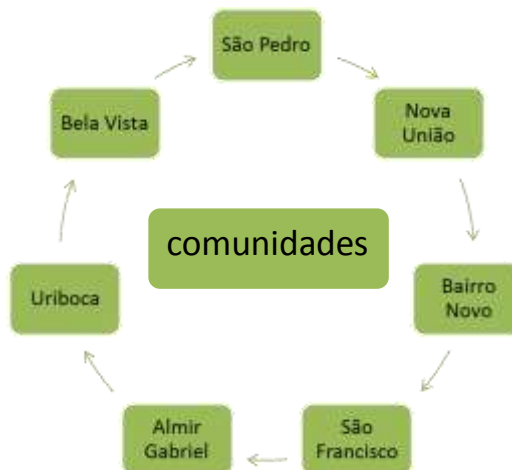 São Pedro
Nova
União
Bairro
Novo
São
Francisco
Almir
Gabriel
Uriboca
Bela Vista
comunidades